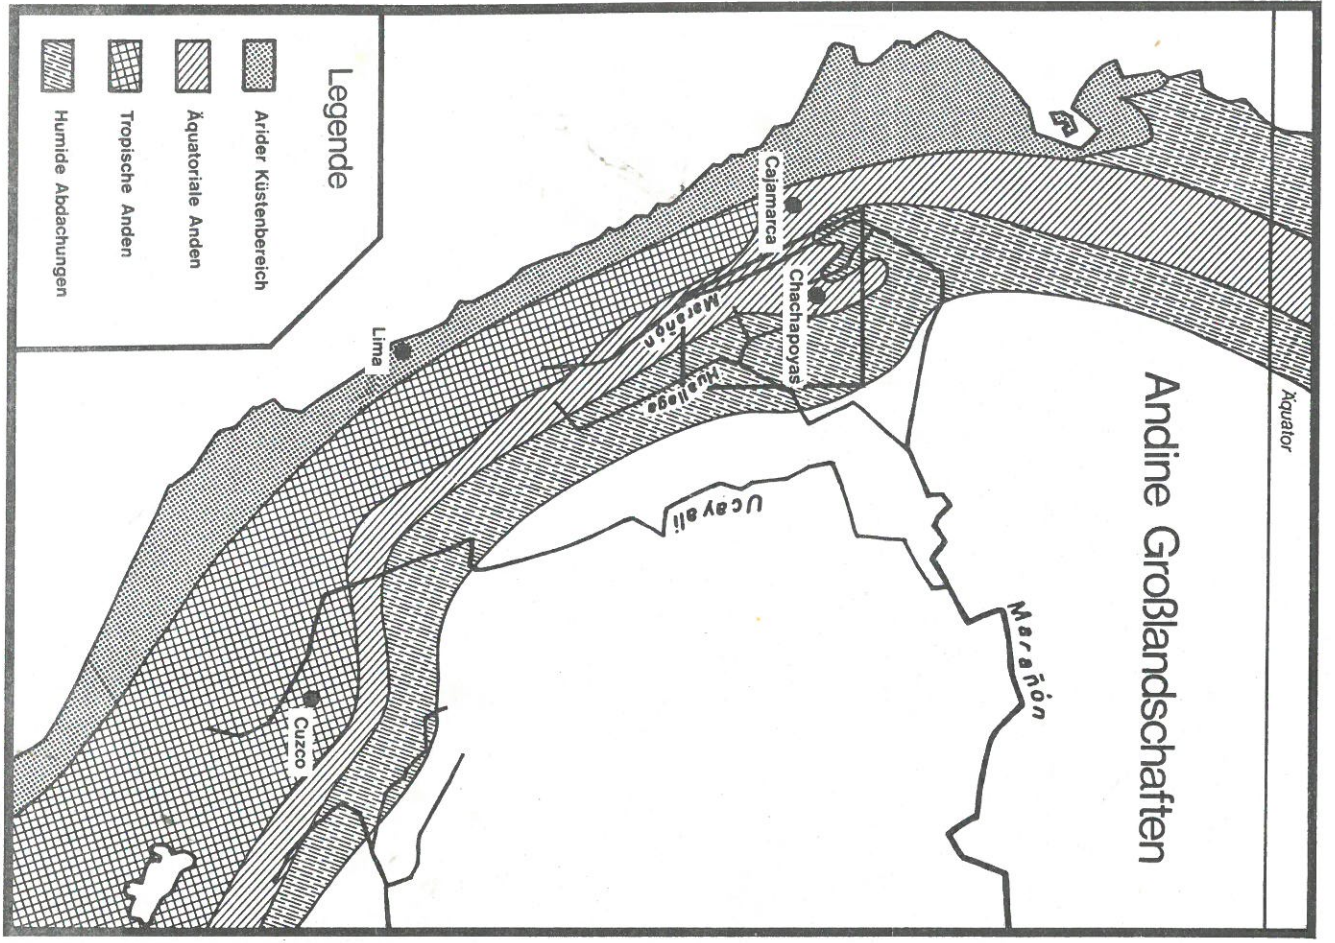 Andine Großlandschaften
Äquator
Marañón
Ucayali
Huallaga
Marañón
Chachapoyas
Cajamarca
Lima
Cuzco
Legende
Arider Küstenbereich
Äquatoriale Anden
Tropische Anden
Humide Abdachungen